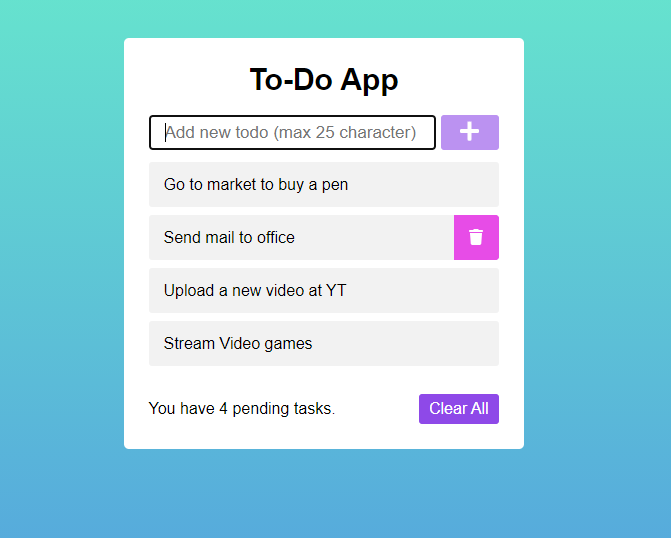 To-Do App
Add new todo (max 25 character)
Go to market to buy a pen
Send mail to office
Upload a new video at YT
Stream Video games
You have 4 pending tasks.
Clear All